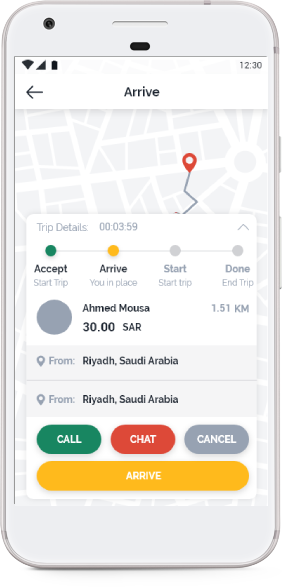 12:30
Arrive
Trip Details: 00:03:59
Accept Arrive Start Done
Start Trip You in place Start trip End Trip
Ahmed Mousa 1.51 KM
30.00 SAR
From: Riyadh, Saudi Arabia
From: Riyadh, Saudi Arabia
CALL CHAT CANCEL
ARRIVE